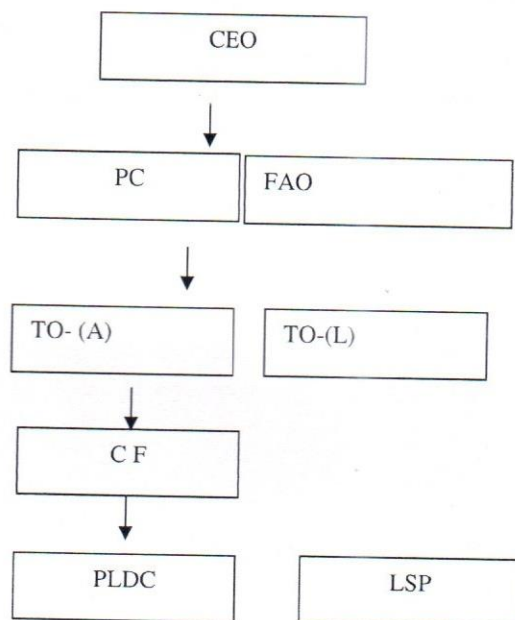 CEO
PC
FAO
TO- (A)
TO-(L)
C F
PLDC
LSP